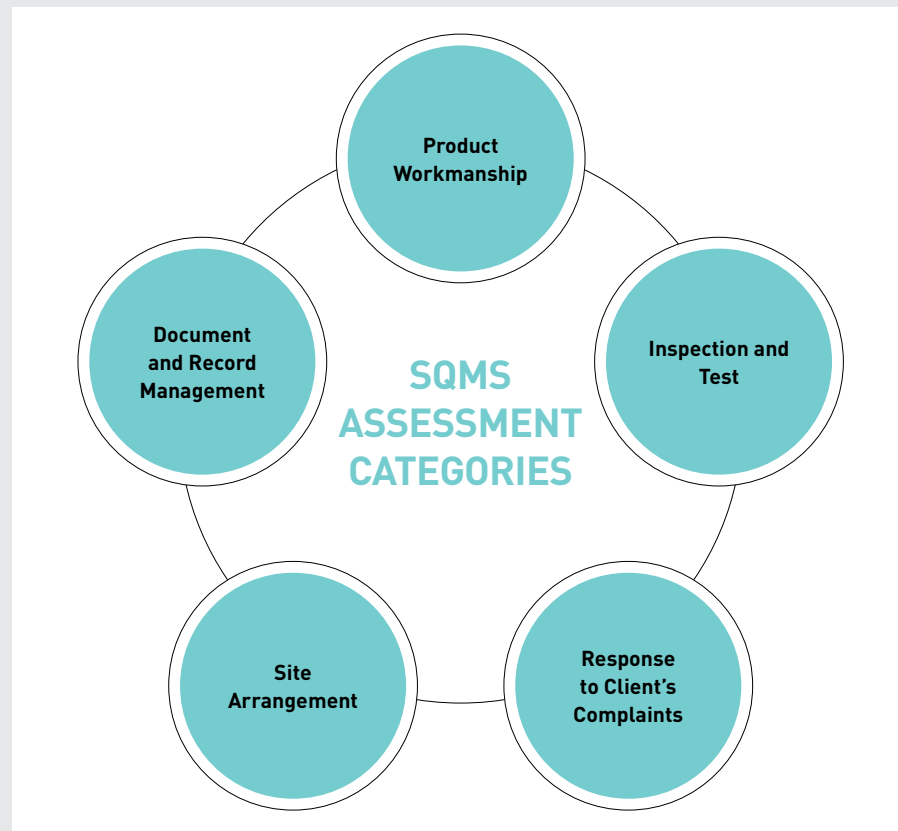 Product
Workmanship
Document
and Record
Management
Inspection and
Test
SQMS
ASSESSMENT
CATEGORIES
Site
Arrangement
Response
to Client’s
Complaints